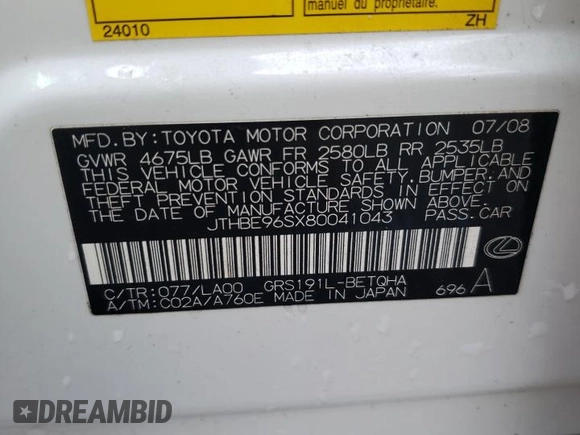 manuel du propriétaire.
24010 ZH
MFD.BY:TOYOTA MOTOR CORPORATION 07/08
GVWR 4675LB GAWR FR 2580LB RR 2535LB
THIS VEHICLE CONFORMS TO ALL APPLICABLE
FEDERAL MOTOR VEHICLE SAFETY,BUMPER,AND
THEFT PREVENTION STANDARDS IN EFFECT ON
THE DATE OF MANUFACTURE SHOWN ABOVE.
JTHBE96SX80041043 PASS.CAR
C/TR:077/LA00 GRS191L-BETQHA
A/TM:C02A/A760E MADE IN JAPAN 696 A
DREAMBID